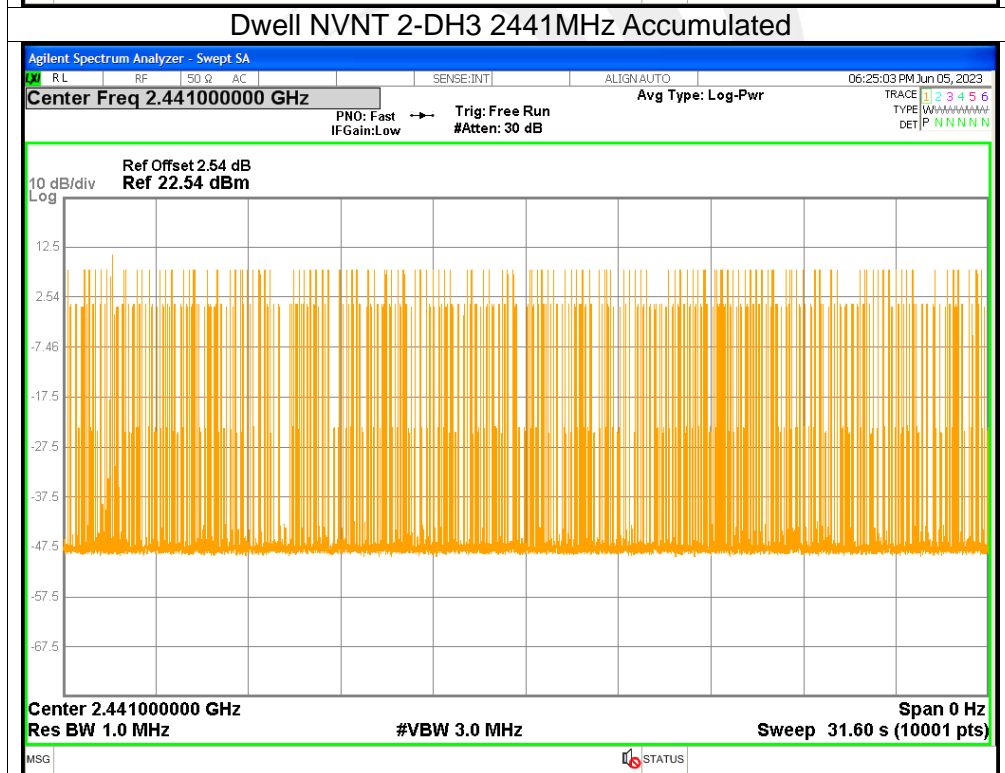 Dwell NVNT 2-DH3 2441MHz Accumulated
Agilent Spectrum Analyzer - Swept SA
LXI RL RF 50 Ω AC SENSE:INT ALIGN AUTO 06:25:03 PM Jun 05, 2023
Center Freq 2.441000000 GHz Avg Type: Log-Pwr TRACE 1 2 3 4 5 6
PNO: Fast Trig: Free Run TYPE WWWWWW
IFGain:Low #Atten: 30 dB DET P N N N N N
Ref Offset 2.54 dB
10 dB/div Ref 22.54 dBm
Log
12.5
2.54
-7.46
-17.5
-27.5
-37.5
-47.5
-57.5
-67.5
Center 2.441000000 GHz Span 0 Hz
Res BW 1.0 MHz #VBW 3.0 MHz Sweep 31.60 s (10001 pts)
MSG STATUS